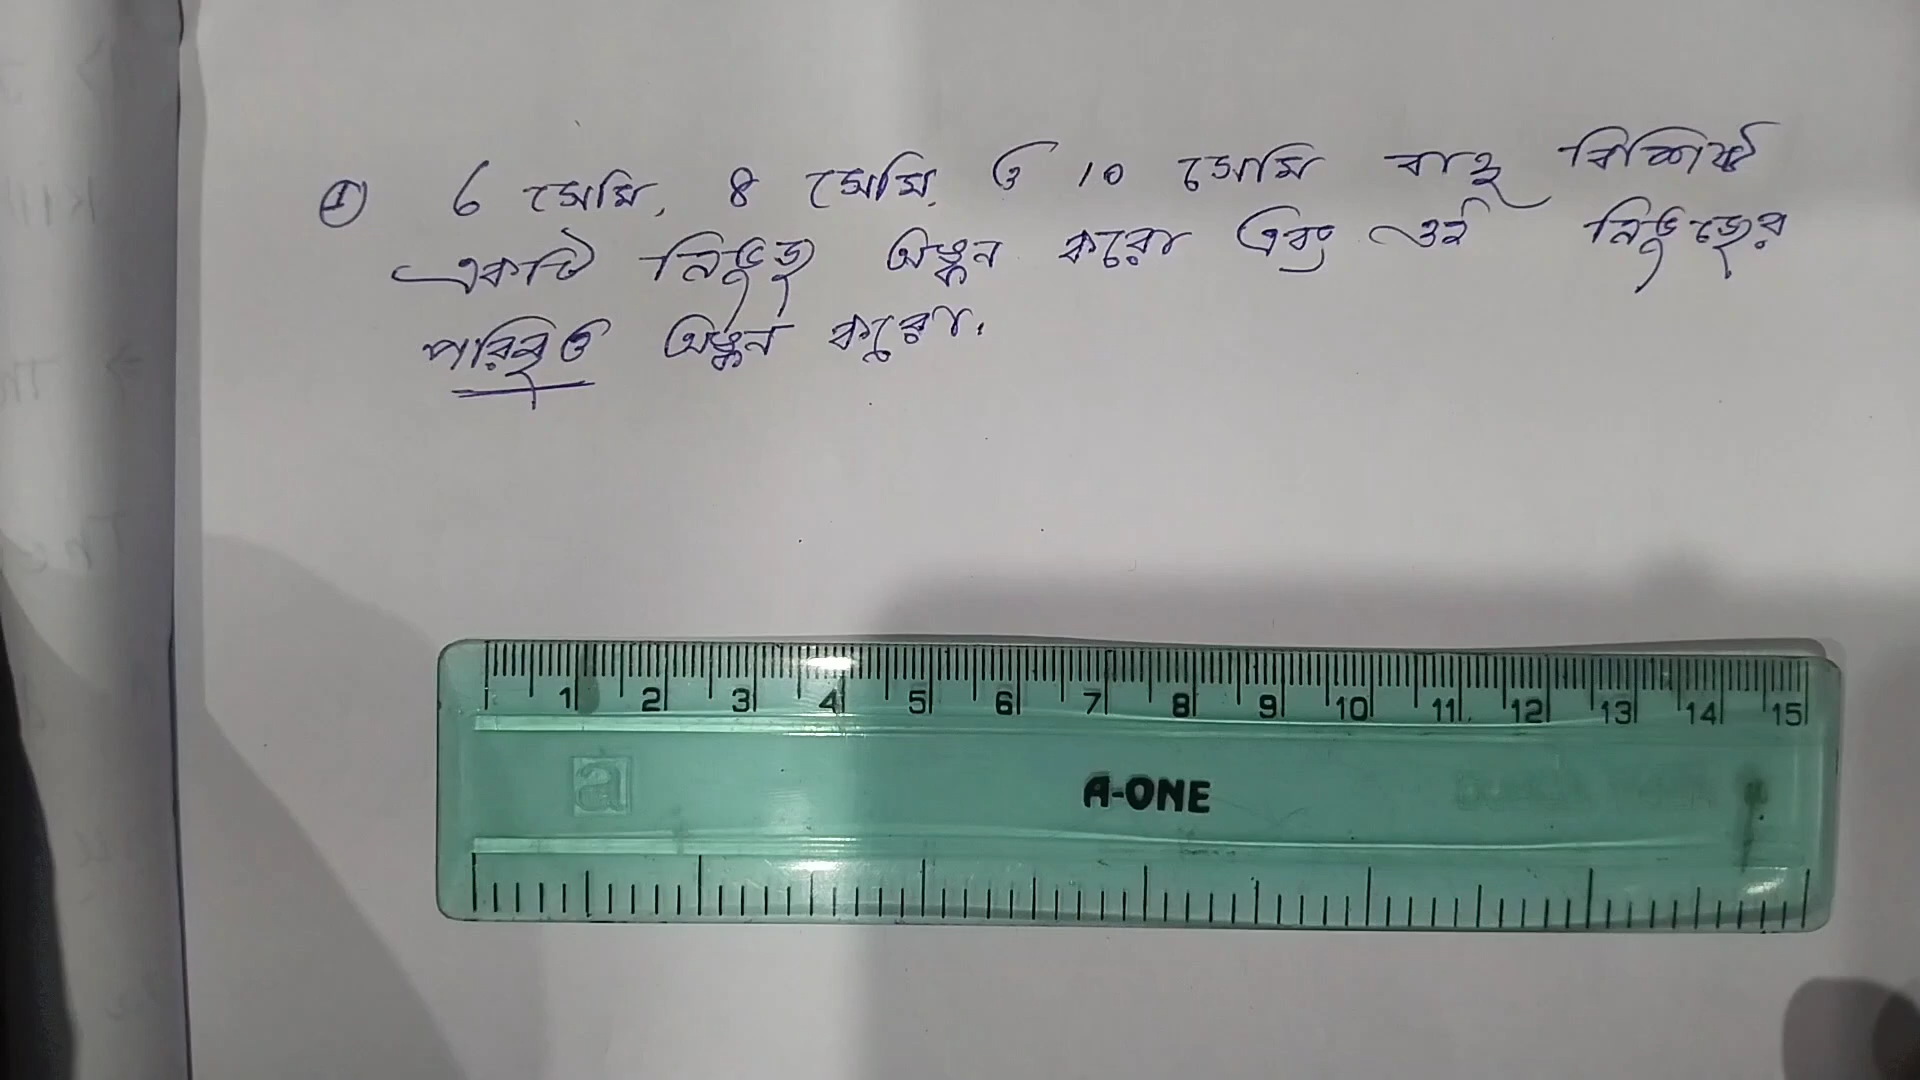 ① 6 সেমি, 8 সেমি, ও 10 সেমি বাহু বিশিষ্ট
একটি ত্রিভুজ অঙ্কন করো এবং ওই ত্রিভুজের
পরিবৃত্ত অঙ্কন করো।
1 2 3 4 5 6 7 8 9 10 11 12 13 14 15
a A-ONE